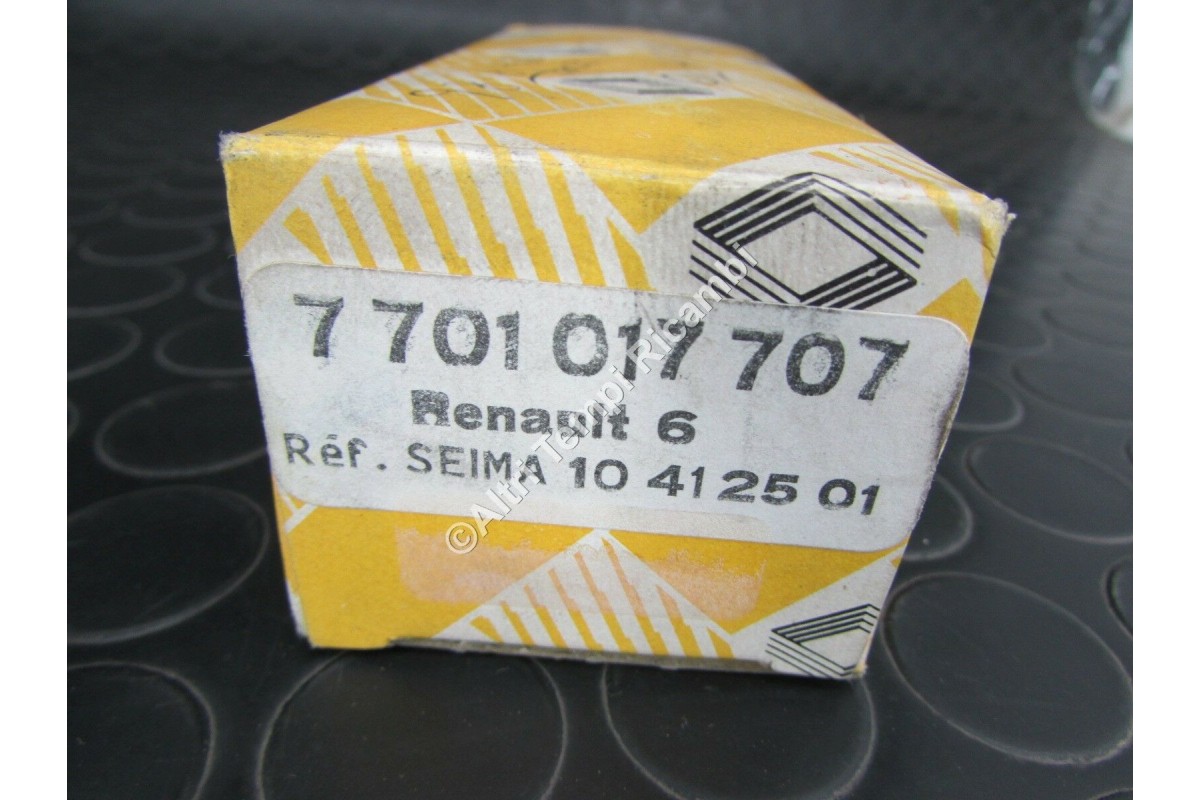 7 701 017 707
Renault 6
Réf. SEIMA 10 41 25 01
©Altri Tempi Ricambi